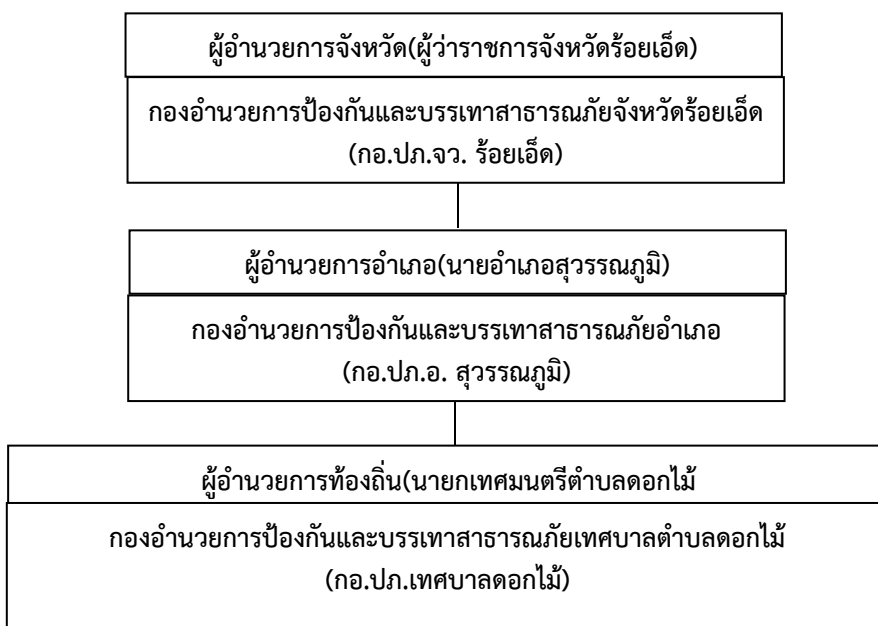 ผู้อำนวยการจังหวัด(ผู้ว่าราชการจังหวัดร้อยเอ็ด)
กองอำนวยการป้องกันและบรรเทาสาธารณภัยจังหวัดร้อยเอ็ด
(กอ.ปภ.จว. ร้อยเอ็ด)
ผู้อำนวยการอำเภอ(นายอำเภอสุวรรณภูมิ)
กองอำนวยการป้องกันและบรรเทาสาธารณภัยอำเภอ
(กอ.ปภ.อ. สุวรรณภูมิ)
ผู้อำนวยการท้องถิ่น(นายกเทศมนตรีตำบลดอกไม้
กองอำนวยการป้องกันและบรรเทาสาธารณภัยเทศบาลตำบลดอกไม้
(กอ.ปภ.เทศบาลดอกไม้)